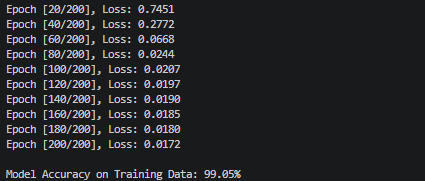 Epoch [20/200], Loss: 0.7451
Epoch [40/200], Loss: 0.2772
Epoch [60/200], Loss: 0.0668
Epoch [80/200], Loss: 0.0244
Epoch [100/200], Loss: 0.0207
Epoch [120/200], Loss: 0.0197
Epoch [140/200], Loss: 0.0190
Epoch [160/200], Loss: 0.0185
Epoch [180/200], Loss: 0.0180
Epoch [200/200], Loss: 0.0172
Model Accuracy on Training Data: 99.05%